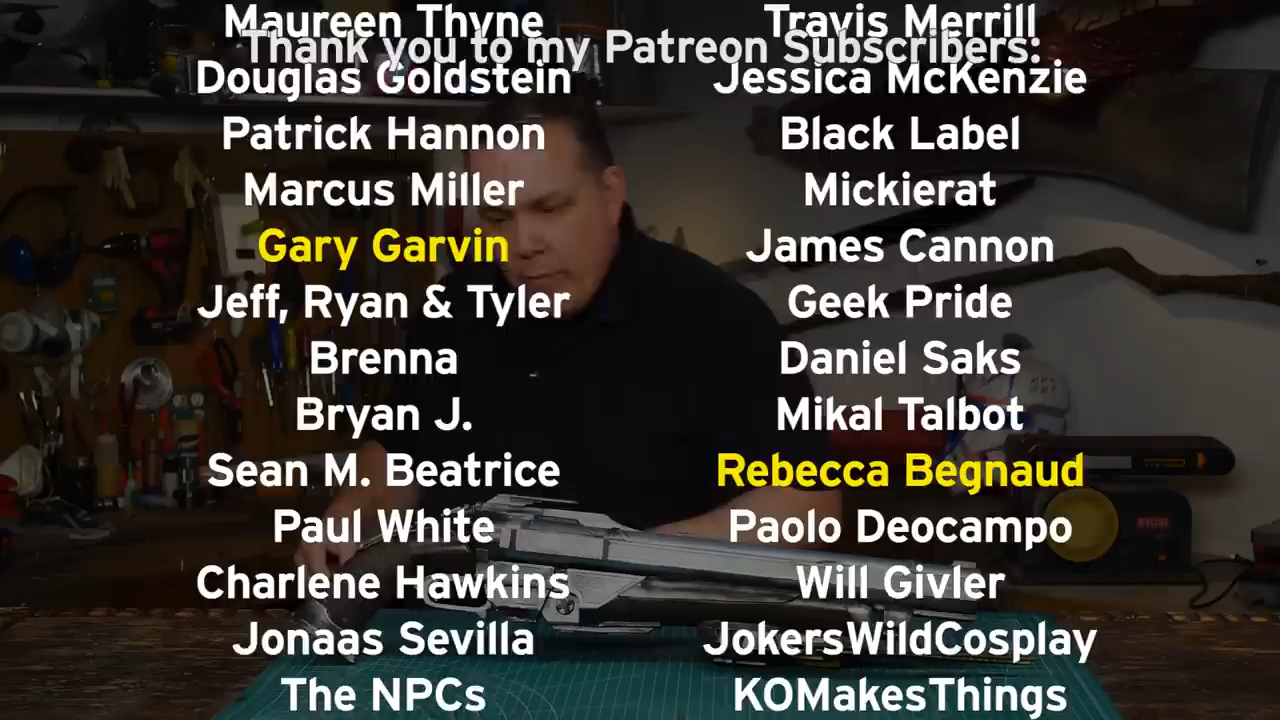 Thank you to my Patreon Subscribers:
Maureen Thyne
Douglas Goldstein
Patrick Hannon
Marcus Miller
Gary Garvin
Jeff, Ryan & Tyler
Brenna
Bryan J.
Sean M. Beatrice
Paul White
Charlene Hawkins
Jonaas Sevilla
The NPCs
Travis Merrill
Jessica McKenzie
Black Label
Mickierat
James Cannon
Geek Pride
Daniel Saks
Mikal Talbot
Rebecca Begnaud
Paolo Deocampo
Will Givler
JokersWildCosplay
KOMakesThings
RYOBI